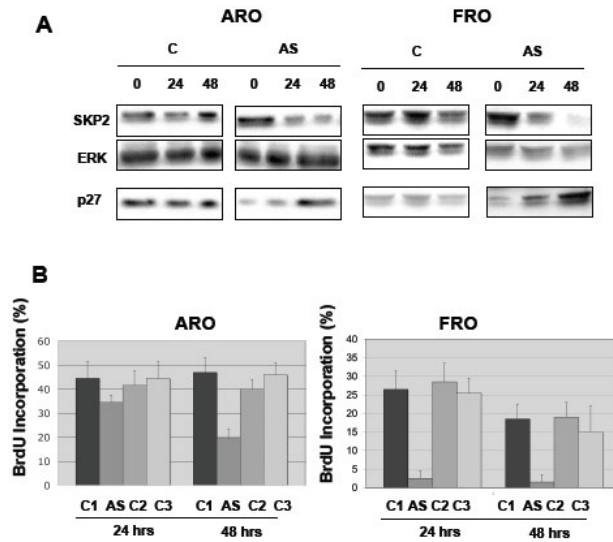 A
ARO FRO
C AS C AS
0 24 48 0 24 48 0 24 48 0 24 48
SKP2
ERK
p27
B
ARO
BrdU Incorporation (%)
60
50
40
30
20
10
0
C1 AS C2 C3 C1 AS C2 C3
24 hrs 48 hrs
FRO
BrdU Incorporation (%)
40
35
30
25
20
15
10
5
0
C1 AS C2 C3 C1 AS C2 C3
24 hrs 48 hrs